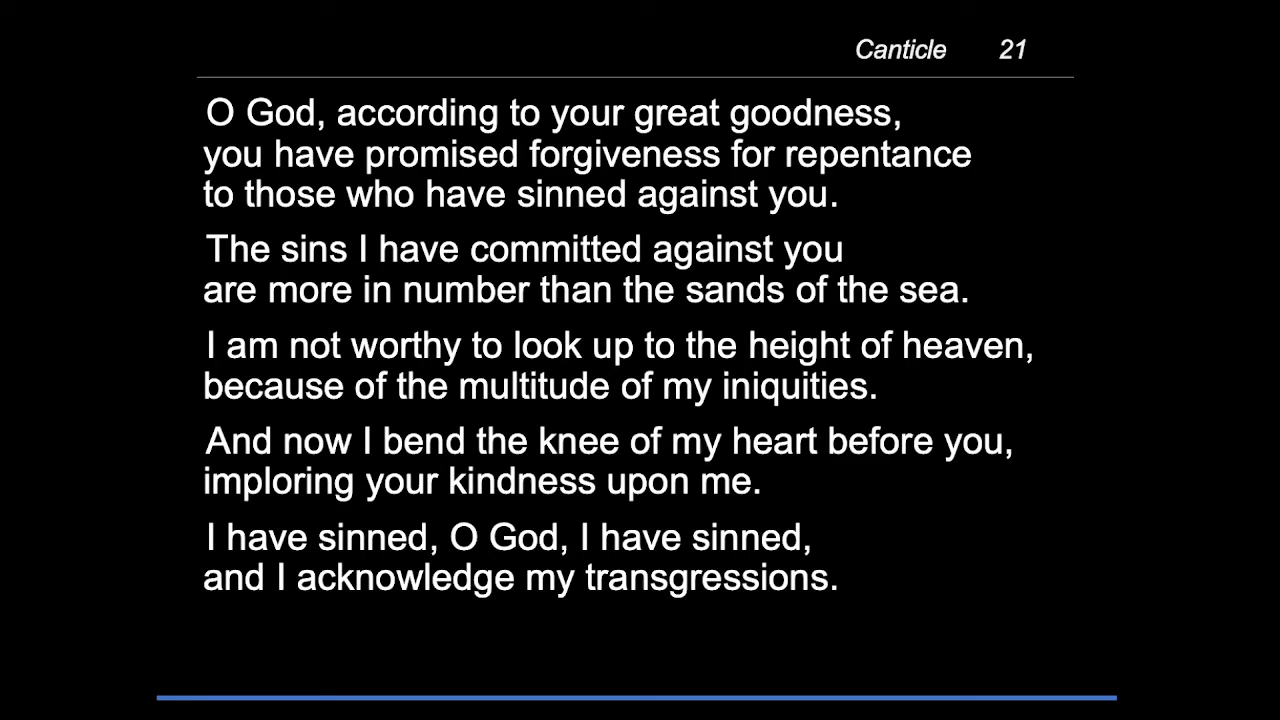 Canticle 21
O God, according to your great goodness,
you have promised forgiveness for repentance
to those who have sinned against you.
The sins I have committed against you
are more in number than the sands of the sea.
I am not worthy to look up to the height of heaven,
because of the multitude of my iniquities.
And now I bend the knee of my heart before you,
imploring your kindness upon me.
I have sinned, O God, I have sinned,
and I acknowledge my transgressions.